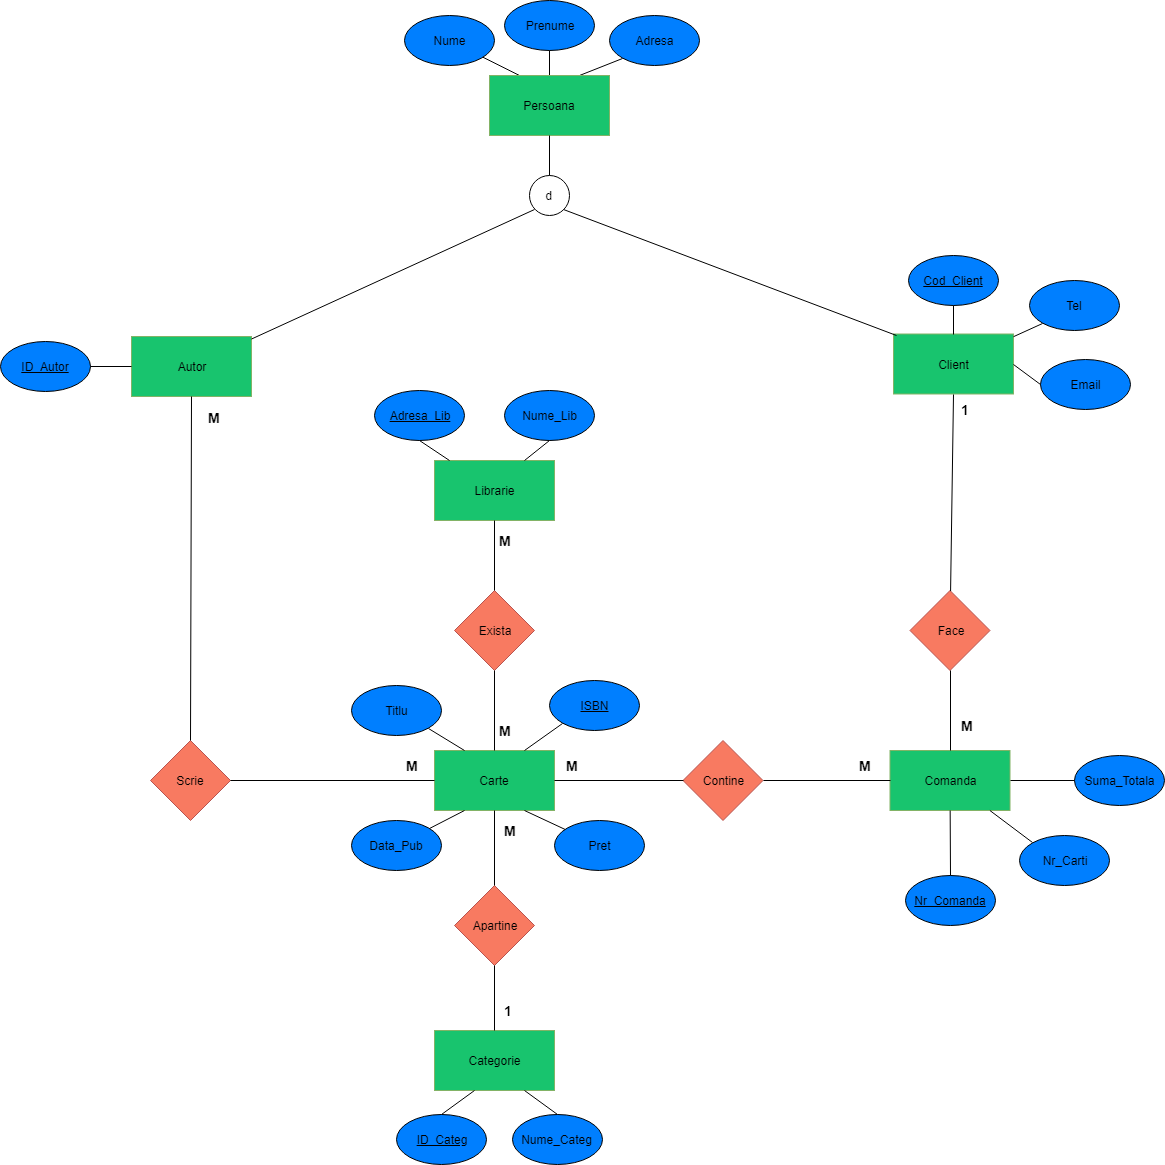 Nume
Prenume
Adresa
Persoana
d
Cod_Client
Tel
ID_Autor
Autor
Client
Email
M
1
Adresa_Lib
Nume_Lib
Librarie
M
Exista
Face
Titlu
ISBN
M
M
M
M
M
Scrie
Carte
Contine
Comanda
Suma_Totala
M
Data_Pub
Pret
Nr_Carti
Nr_Comanda
Apartine
1
Categorie
ID_Categ
Nume_Categ